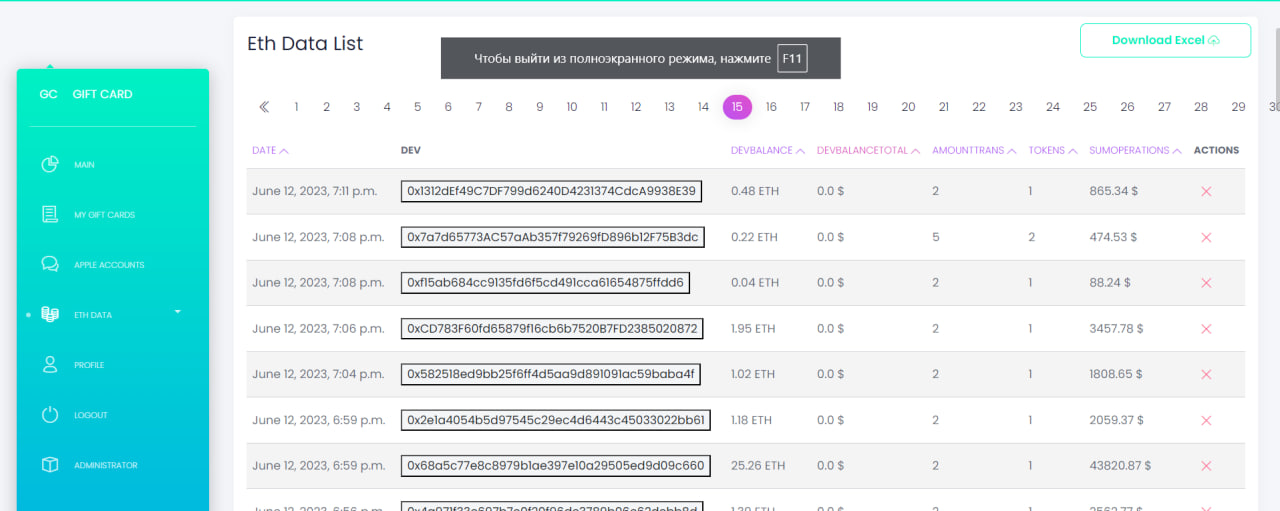 Eth Data List
Download Excel
Чтобы выйти из полноэкранного режима, нажмите F11
GC GIFT CARD
MAIN
MY GIFT CARDS
APPLE ACCOUNTS
ETH DATA
PROFILE
LOGOUT
ADMINISTRATOR
1 2 3 4 5 6 7 8 9 10 11 12 13 14 15 16 17 18 19 20 21 22 23 24 25 26 27 28 29 30
DATE DEV DEVBALANCE DEVBALANCETOTAL AMOUNTTRANS TOKENS SUMOPERATIONS ACTIONS
June 12, 2023, 7:11 p.m. 0x1312dEf49C7DF799d6240D4231374CdcA9938E39 0.48 ETH 0.0 $ 2 1 865.34 $
June 12, 2023, 7:08 p.m. 0x7a7d65773AC57aAb357f79269fD896b12F75B3dc 0.22 ETH 0.0 $ 5 2 474.53 $
June 12, 2023, 7:08 p.m. 0xf15ab684cc9135fd6f5cd491cca61654875ffdd6 0.04 ETH 0.0 $ 2 1 88.24 $
June 12, 2023, 7:06 p.m. 0xCD783F60fd65879f16cb6b7520B7FD2385020872 1.95 ETH 0.0 $ 2 1 3457.78 $
June 12, 2023, 7:04 p.m. 0x582518ed9bb25f6ff4d5aa9d891091ac59baba4f 1.02 ETH 0.0 $ 2 1 1808.65 $
June 12, 2023, 6:59 p.m. 0x2e1a4054b5d97545c29ec4d6443c45033022bb61 1.18 ETH 0.0 $ 2 1 2059.37 $
June 12, 2023, 6:59 p.m. 0x68a5c77e8c8979b1ae397e10a29505ed9d09c660 25.26 ETH 0.0 $ 2 1 43820.87 $